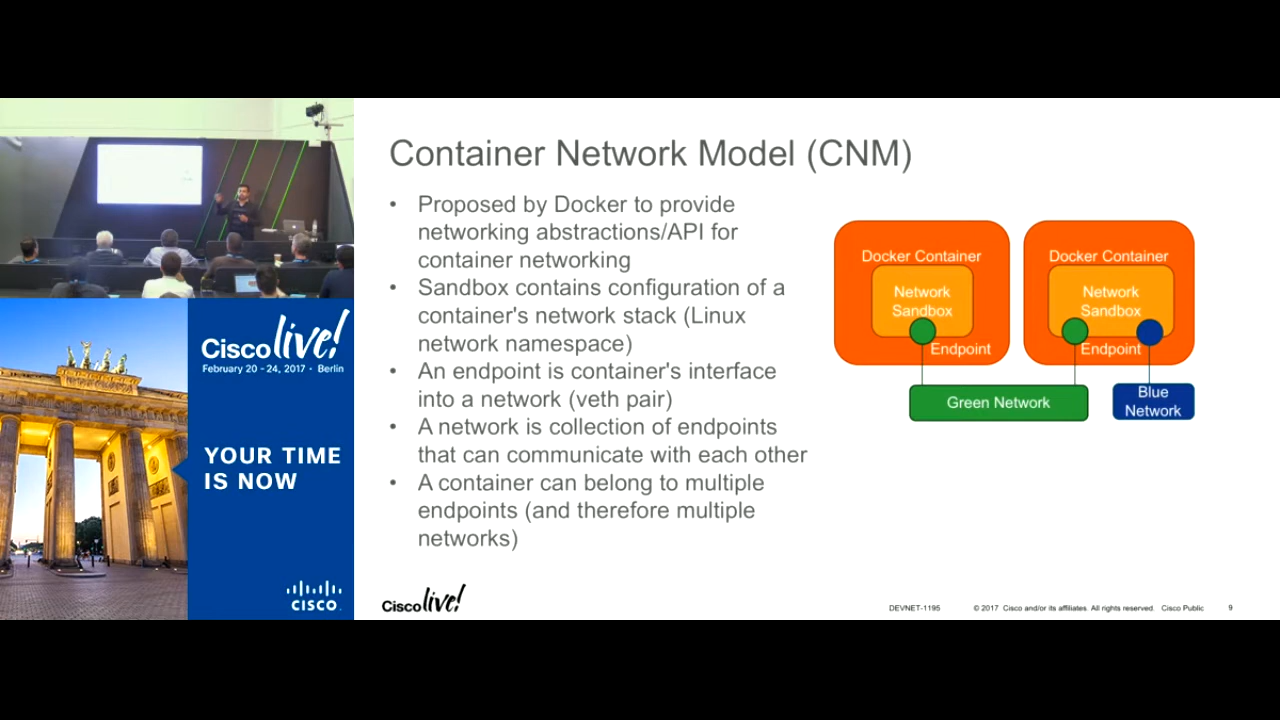 Container Network Model (CNM)
• Proposed by Docker to provide
networking abstractions/API for
container networking
• Sandbox contains configuration of a
container's network stack (Linux
network namespace)
• An endpoint is container's interface
into a network (veth pair)
• A network is collection of endpoints
that can communicate with each other
• A container can belong to multiple
endpoints (and therefore multiple
networks)
Docker Container
Network
Sandbox
Endpoint
Docker Container
Network
Sandbox
Endpoint
Green Network
Blue
Network
Cisco live!
February 20 - 24, 2017 · Berlin
YOUR TIME
IS NOW
CISCO
Cisco live!
DEVNET-1195 © 2017 Cisco and/or its affiliates. All rights reserved. Cisco Public 9